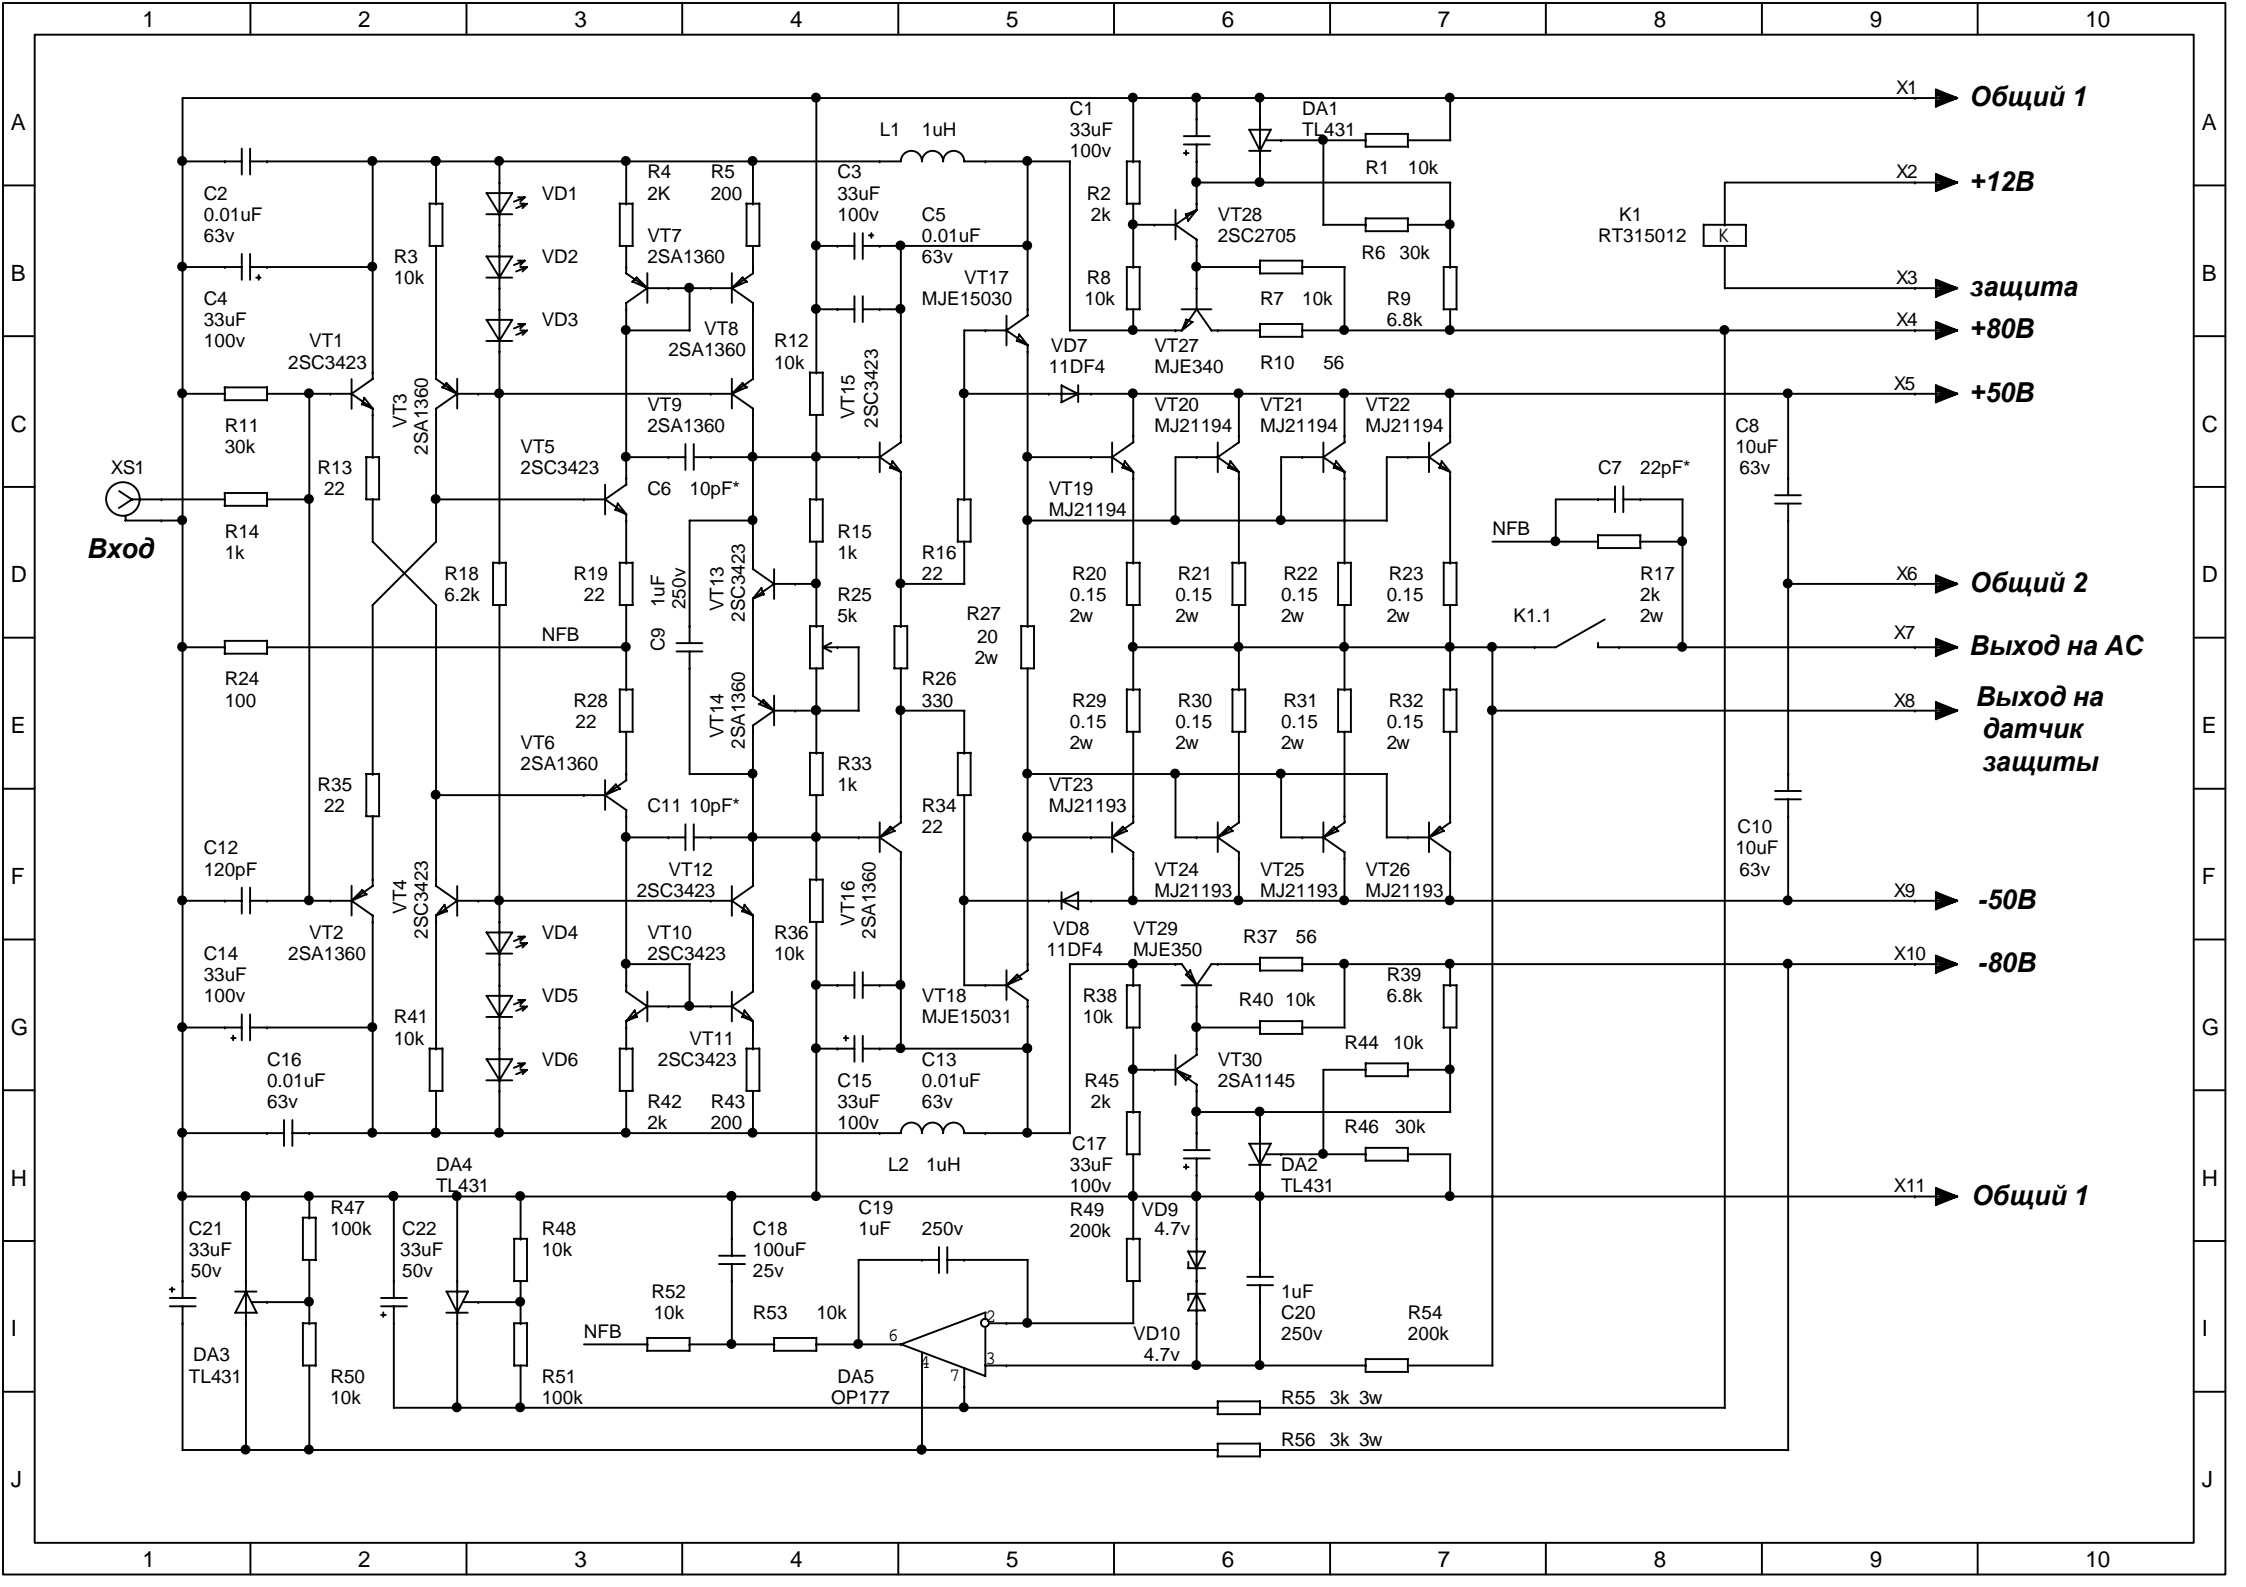 1 2 3 4 5 6 7 8 9 10
A
B
C
D
E
F
G
H
I
J
A
B
C
D
E
F
G
H
I
J
C2
0.01uF
63v
C4
33uF
100v
VT1
2SC3423
R11
30k
XS1
Вход
R14
1k
R13
22
R3
10k
VT3
2SA1360
VD1
VD2
VD3
R4
2K
R5
200
VT7
2SA1360
VT8
2SA1360
VT9
2SA1360
VT5
2SC3423
C6 10pF*
L1 1uH
C3
33uF
100v
C5
0.01uF
63v
R12
10k
VT15
2SC3423
VT17
MJE15030
C1
33uF
100v
DA1
TL431
R1 10k
R2
2k
VT28
2SC2705
R6 30k
R8
10k
R7 10k
R9
6.8k
VD7
11DF4
VT27
MJE340
R10 56
K1
RT315012
K
X1 Общий 1
X2 +12В
X3 защита
X4 +80В
X5 +50В
VT20
MJ21194
VT21
MJ21194
VT22
MJ21194
VT19
MJ21194
C7 22pF*
C8
10uF
63v
NFB
R18
6.2k
R19
22
1uF
250v
C9
VT13
2SC3423
R15
1k
R25
5k
R16
22
R27
20
2w
R20
0.15
2w
R21
0.15
2w
R22
0.15
2w
R23
0.15
2w
K1.1
R17
2k
2w
X6 Общий 2
X7 Выход на АС
X8 Выход на
датчик
защиты
NFB
R24
100
R28
22
VT14
2SA1360
R26
330
R29
0.15
2w
R30
0.15
2w
R31
0.15
2w
R32
0.15
2w
VT6
2SA1360
R35
22
C11 10pF*
R33
1k
R34
22
VT23
MJ21193
C10
10uF
63v
C12
120pF
VT4
2SC3423
VT12
2SC3423
VT16
2SA1360
VT24
MJ21193
VT25
MJ21193
VT26
MJ21193
X9 -50В
VT2
2SA1360
C14
33uF
100v
VD4
VD5
VD6
VT10
2SC3423
R36
10k
VD8
11DF4
VT29
MJE350
R37 56
X10 -80В
R41
10k
VT11
2SC3423
VT18
MJE15031
R38
10k
R40 10k
R39
6.8k
C16
0.01uF
63v
R42
2k
R43
200
C15
33uF
100v
C13
0.01uF
63v
R45
2k
VT30
2SA1145
R44 10k
R46 30k
L2 1uH
C17
33uF
100v
DA2
TL431
X11 Общий 1
DA4
TL431
C21
33uF
50v
R47
100k
C22
33uF
50v
R48
10k
C18
100uF
25v
C19
1uF 250v
R49
200k
VD9
4.7v
DA3
TL431
R50
10k
R51
100k
NFB
R52
10k
R53 10k
6
2
3
4
7
DA5
OP177
VD10
4.7v
1uF
C20
250v
R54
200k
R55 3k 3w
R56 3k 3w
1 2 3 4 5 6 7 8 9 10